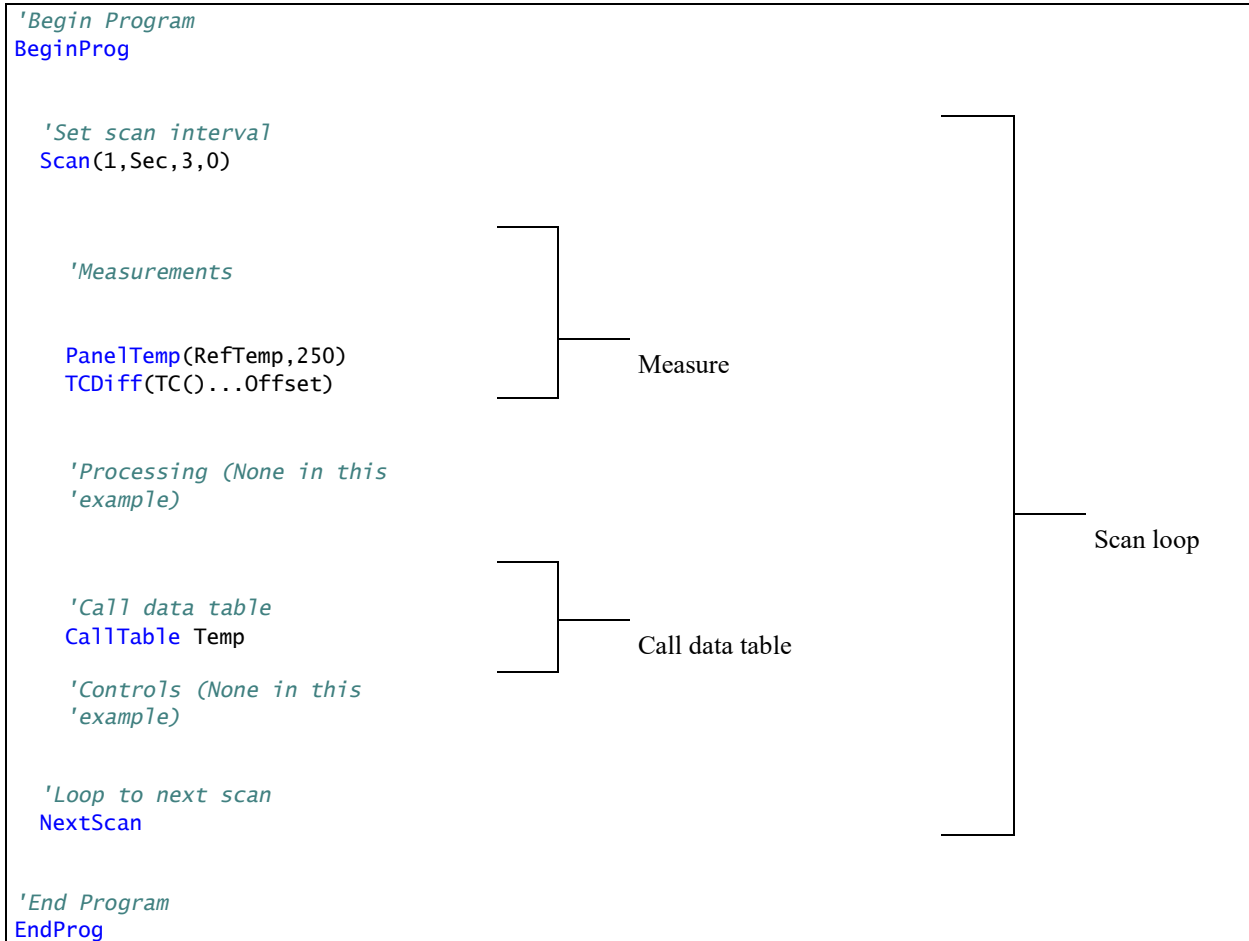 'Begin Program
BeginProg
'Set scan interval
Scan(1,Sec,3,0)
'Measurements
PanelTemp(RefTemp,250)
TCDiff(TC()...Offset)
Measure
'Processing (None in this
'example)
Scan loop
'Call data table
CallTable Temp
Call data table
'Controls (None in this
'example)
'Loop to next scan
NextScan
'End Program
EndProg